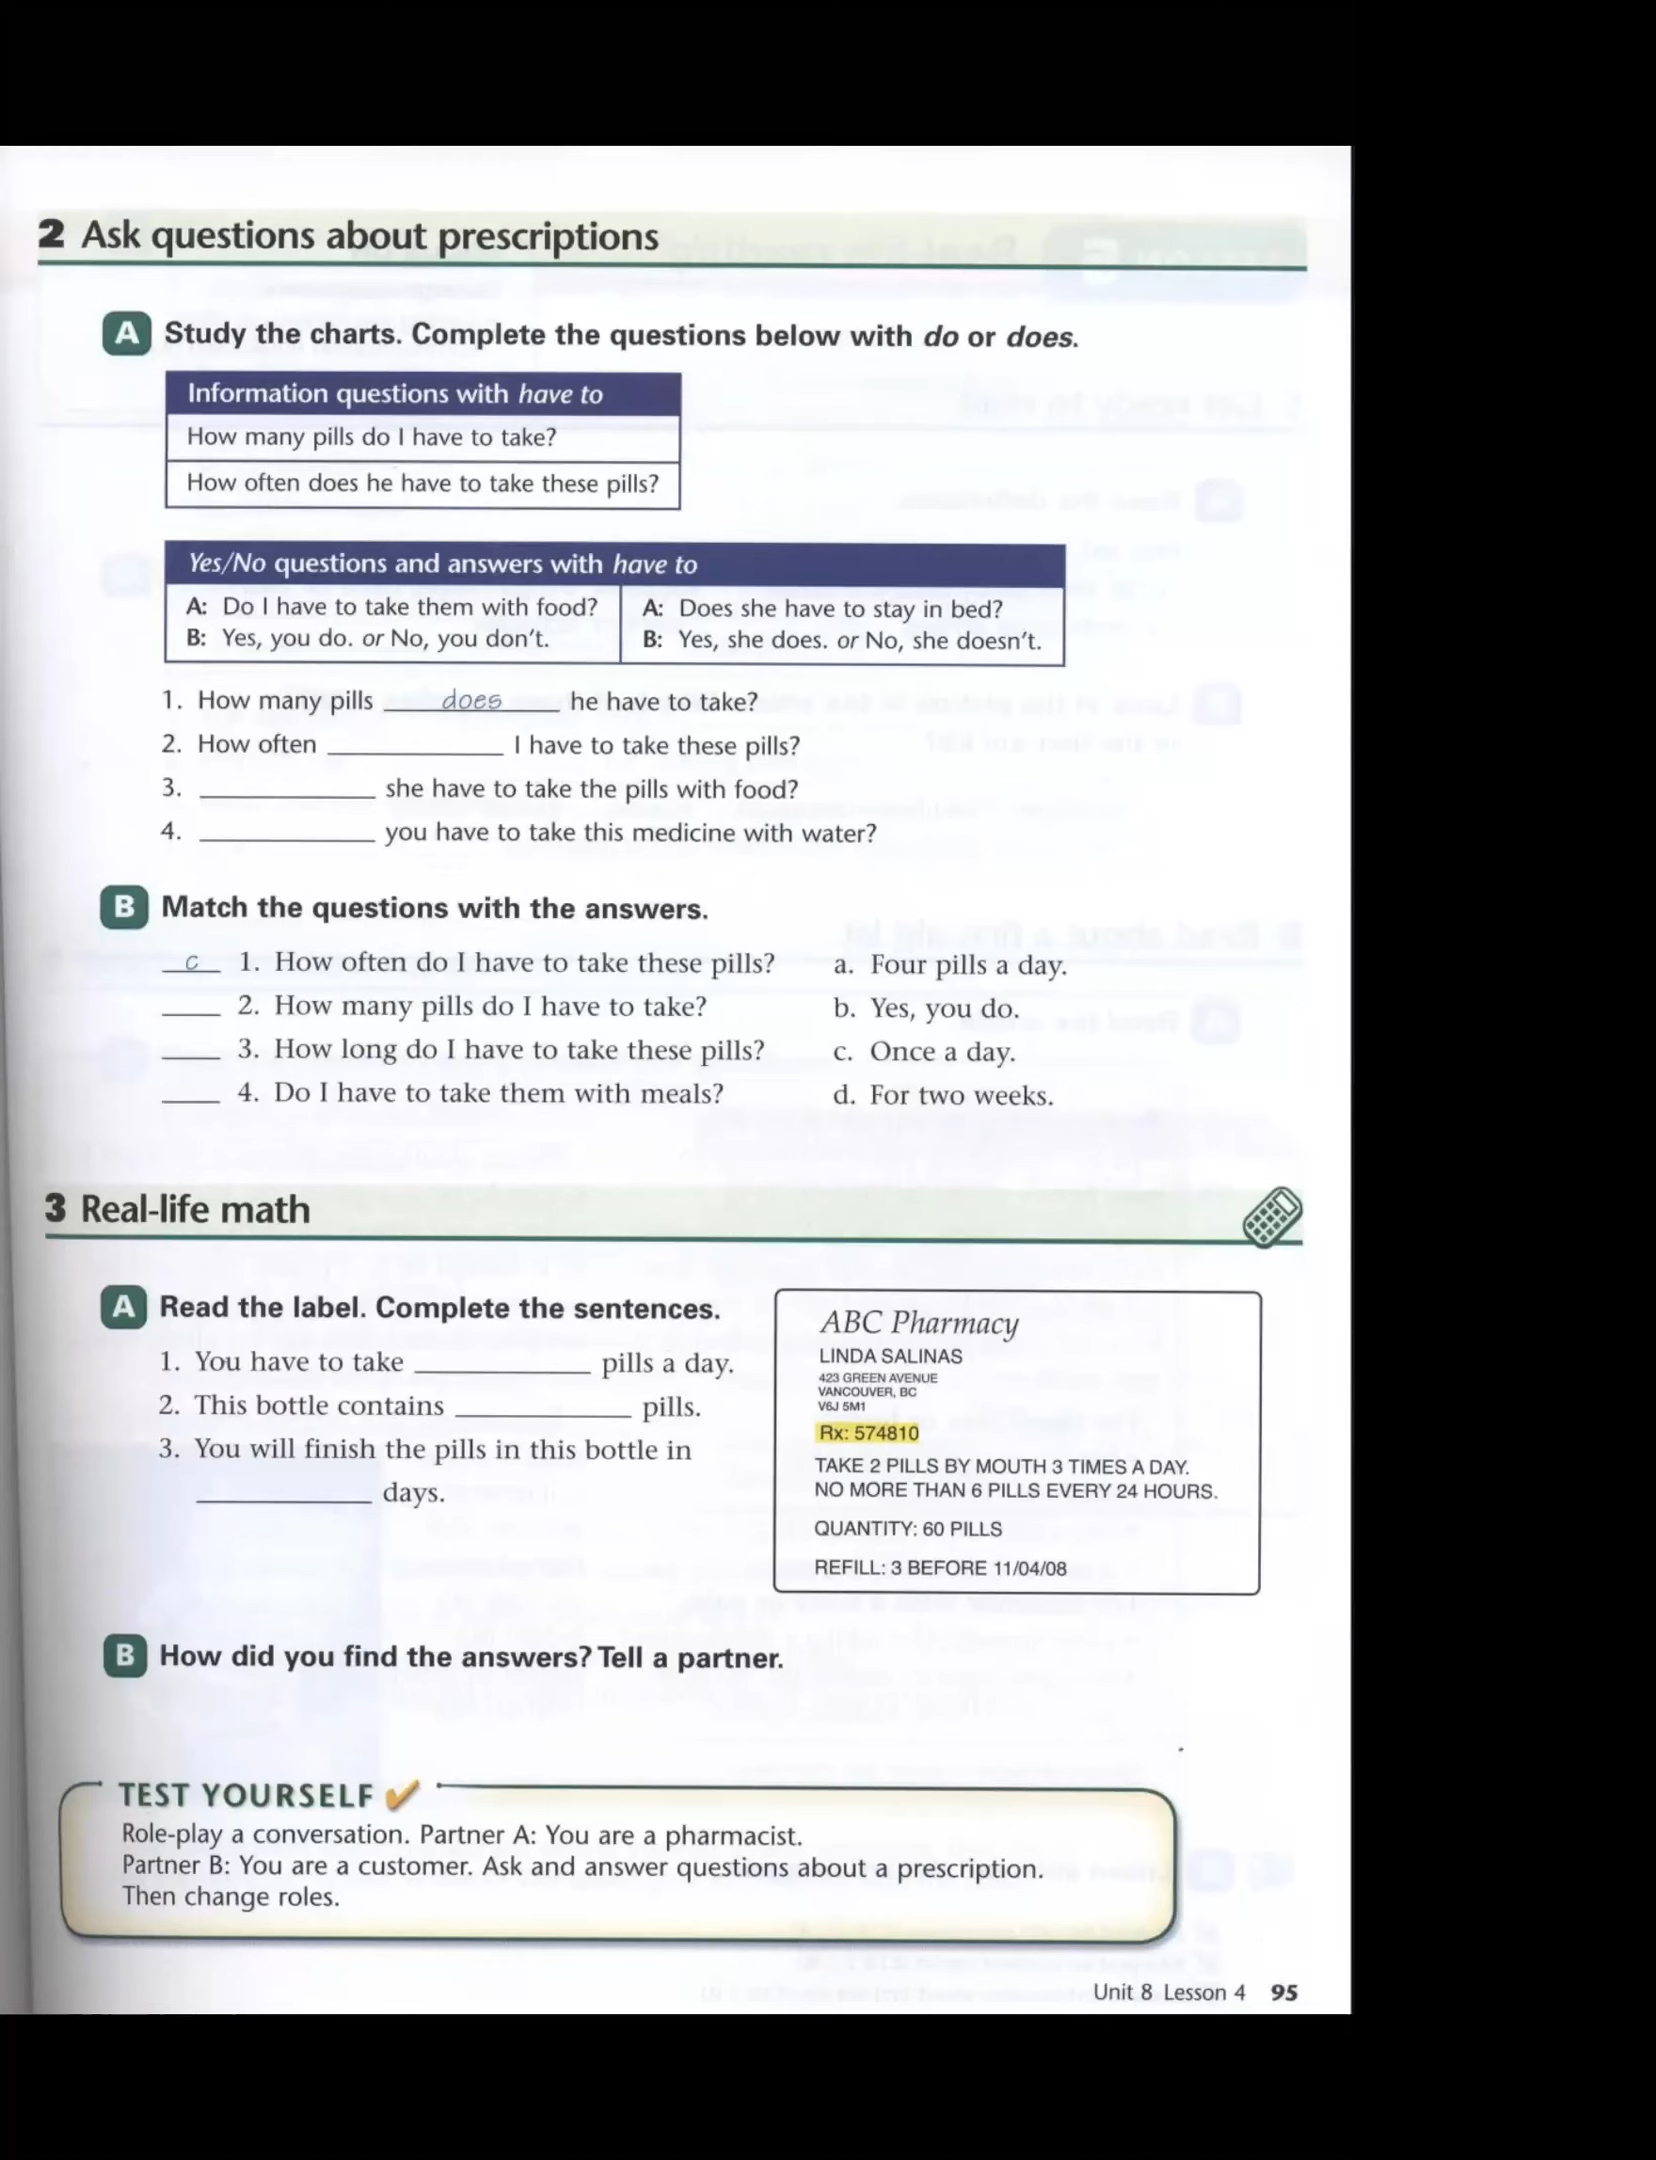 2 Ask questions about prescriptions
A Study the charts. Complete the questions below with do or does.
Information questions with have to
How many pills do I have to take?
How often does he have to take these pills?
Yes/No questions and answers with have to
A: Do I have to take them with food?
B: Yes, you do. or No, you don't.
A: Does she have to stay in bed?
B: Yes, she does. or No, she doesn't.
1. How many pills does he have to take?
2. How often ____________ I have to take these pills?
3. ____________ she have to take the pills with food?
4. ____________ you have to take this medicine with water?
B Match the questions with the answers.
c 1. How often do I have to take these pills?
____ 2. How many pills do I have to take?
____ 3. How long do I have to take these pills?
____ 4. Do I have to take them with meals?
a. Four pills a day.
b. Yes, you do.
c. Once a day.
d. For two weeks.
3 Real-life math
A Read the label. Complete the sentences.
1. You have to take ____________ pills a day.
2. This bottle contains ____________ pills.
3. You will finish the pills in this bottle in
____________ days.
ABC Pharmacy
LINDA SALINAS
423 GREEN AVENUE
VANCOUVER, BC
V6J 5M1
Rx: 574810
TAKE 2 PILLS BY MOUTH 3 TIMES A DAY.
NO MORE THAN 6 PILLS EVERY 24 HOURS.
QUANTITY: 60 PILLS
REFILL: 3 BEFORE 11/04/08
B How did you find the answers? Tell a partner.
TEST YOURSELF ✔
Role-play a conversation. Partner A: You are a pharmacist.
Partner B: You are a customer. Ask and answer questions about a prescription.
Then change roles.
Unit 8 Lesson 4 95